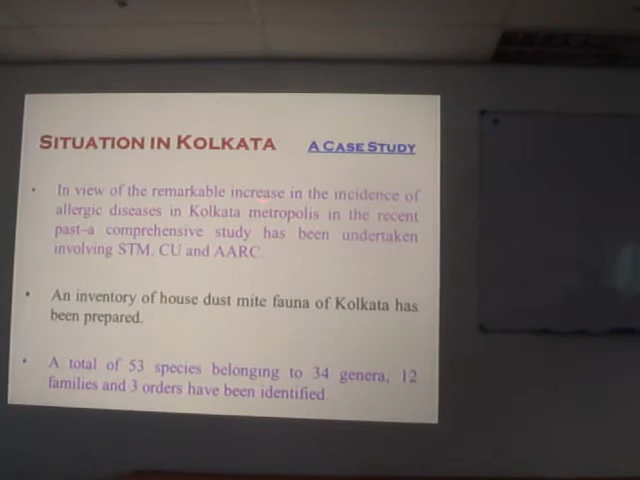 SITUATION IN KOLKATA A CASE STUDY
• In view of the remarkable increase in the incidence of
allergic diseases in Kolkata metropolis in the recent
past–a comprehensive study has been undertaken
involving STM, CU and AARC.
• An inventory of house dust mite fauna of Kolkata has
been prepared.
• A total of 53 species belonging to 34 genera, 12
families and 3 orders have been identified.